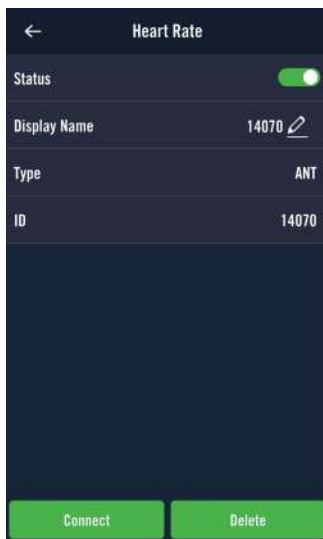 Heart Rate
Status
Display Name 14070
Type ANT
ID 14070
Connect Delete